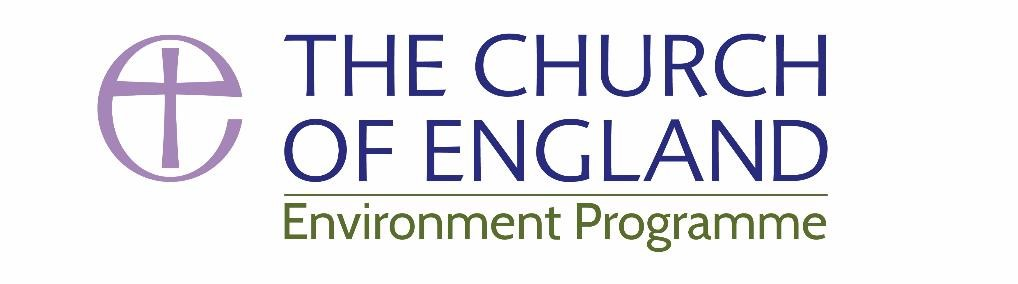 THE CHURCH
OF ENGLAND
Environment Programme